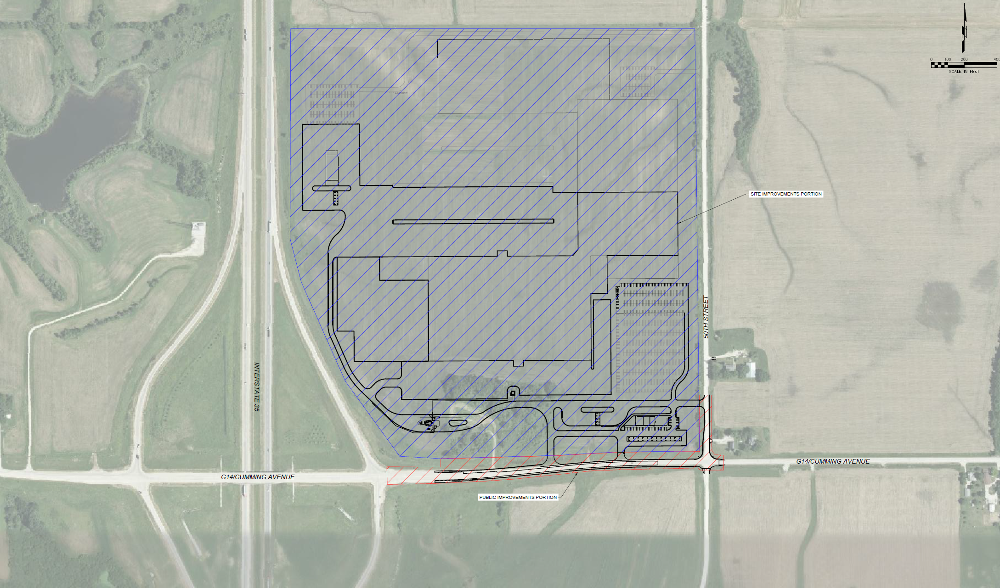 N
0 100 200 400
SCALE IN FEET
SITE IMPROVEMENTS PORTION
50TH STREET
INTERSTATE 35
G14/CUMMING AVENUE
G14/CUMMING AVENUE
PUBLIC IMPROVEMENTS PORTION